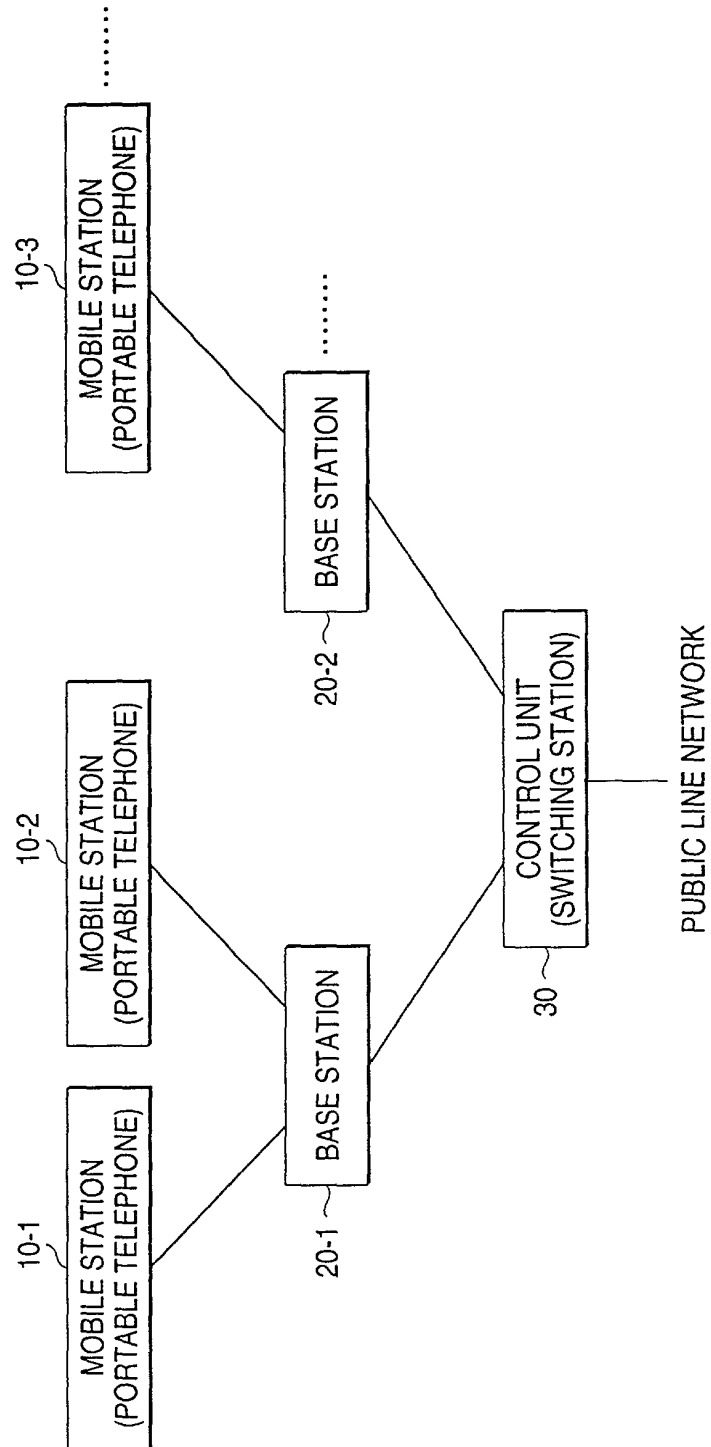 10-1
MOBILE STATION
(PORTABLE TELEPHONE)
10-2
MOBILE STATION
(PORTABLE TELEPHONE)
10-3
MOBILE STATION
(PORTABLE TELEPHONE)
........
20-1
BASE STATION
20-2
BASE STATION
........
30
CONTROL UNIT
(SWITCHING STATION)
PUBLIC LINE NETWORK